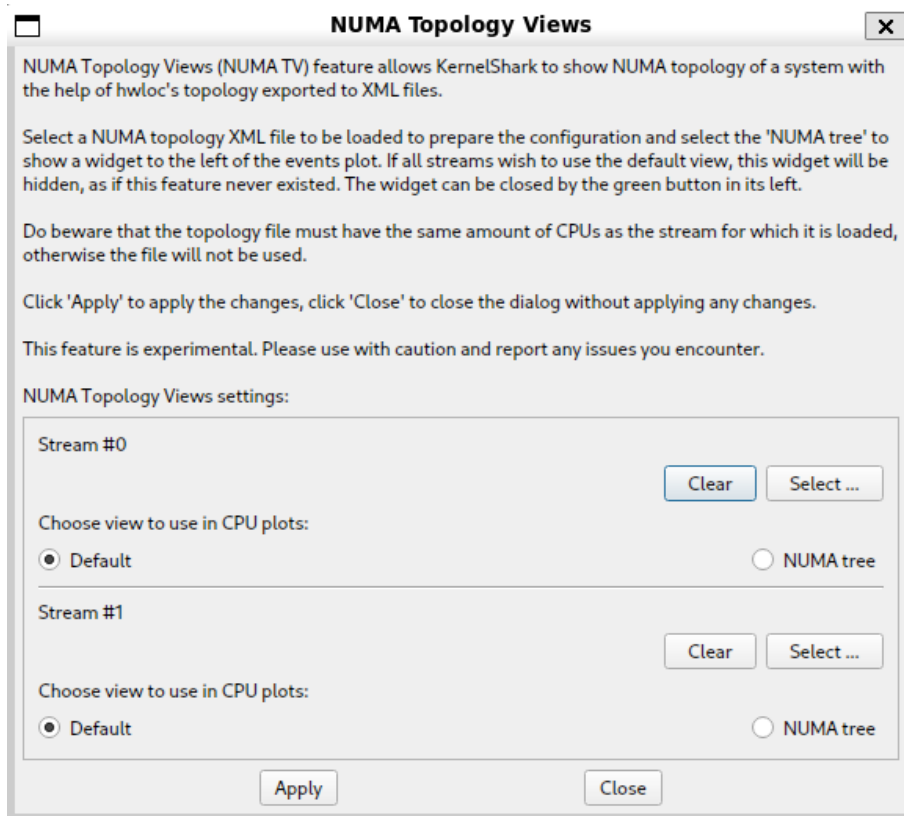 NUMA Topology Views
NUMA Topology Views (NUMA TV) feature allows KernelShark to show NUMA topology of a system with
the help of hwloc's topology exported to XML files.
Select a NUMA topology XML file to be loaded to prepare the configuration and select the 'NUMA tree' to
show a widget to the left of the events plot. If all streams wish to use the default view, this widget will be
hidden, as if this feature never existed. The widget can be closed by the green button in its left.
Do beware that the topology file must have the same amount of CPUs as the stream for which it is loaded,
otherwise the file will not be used.
Click 'Apply' to apply the changes, click 'Close' to close the dialog without applying any changes.
This feature is experimental. Please use with caution and report any issues you encounter.
NUMA Topology Views settings:
Stream #0
Clear Select ...
Choose view to use in CPU plots:
Default NUMA tree
Stream #1
Clear Select ...
Choose view to use in CPU plots:
Default NUMA tree
Apply Close